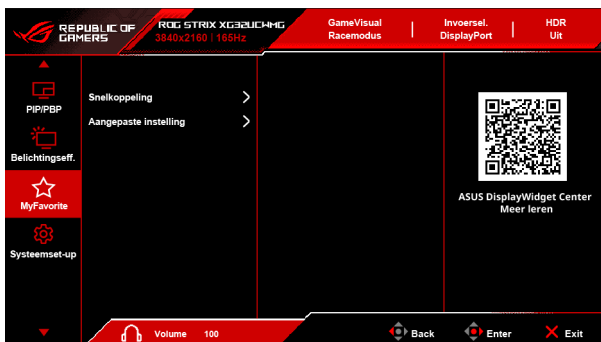 REPUBLIC OF
GAMERS
ROG STRIX XG32UCWMG
3840x2160 | 165Hz
GameVisual
Racemodus
Invoersel.
DisplayPort
HDR
Uit
PIP/PBP
Belichtingseff.
MyFavorite
Systeemset-up
Snelkoppeling
Aangepaste instelling
ASUS DisplayWidget Center
Meer leren
Volume 100
Back
Enter
Exit